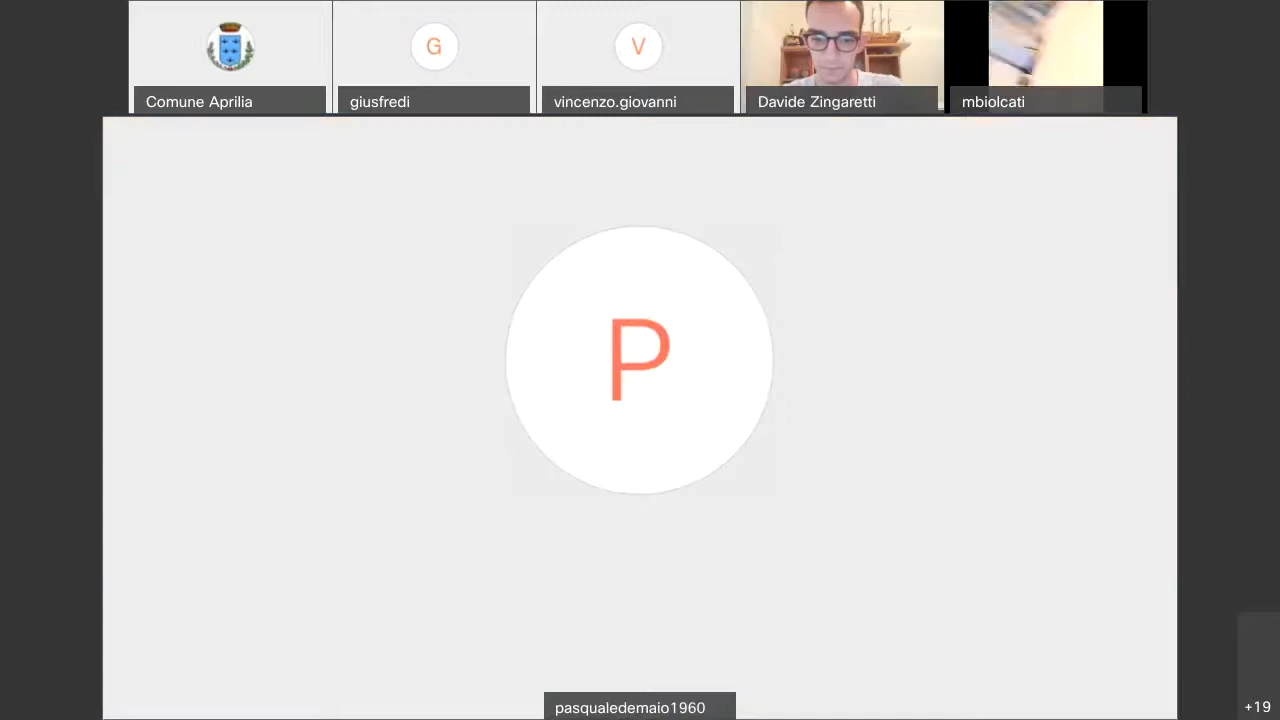 G
V
Comune Aprilia
giusfredi
vincenzo.giovanni
Davide Zingaretti
mbiolcati
P
pasqualedemaio1960
+19